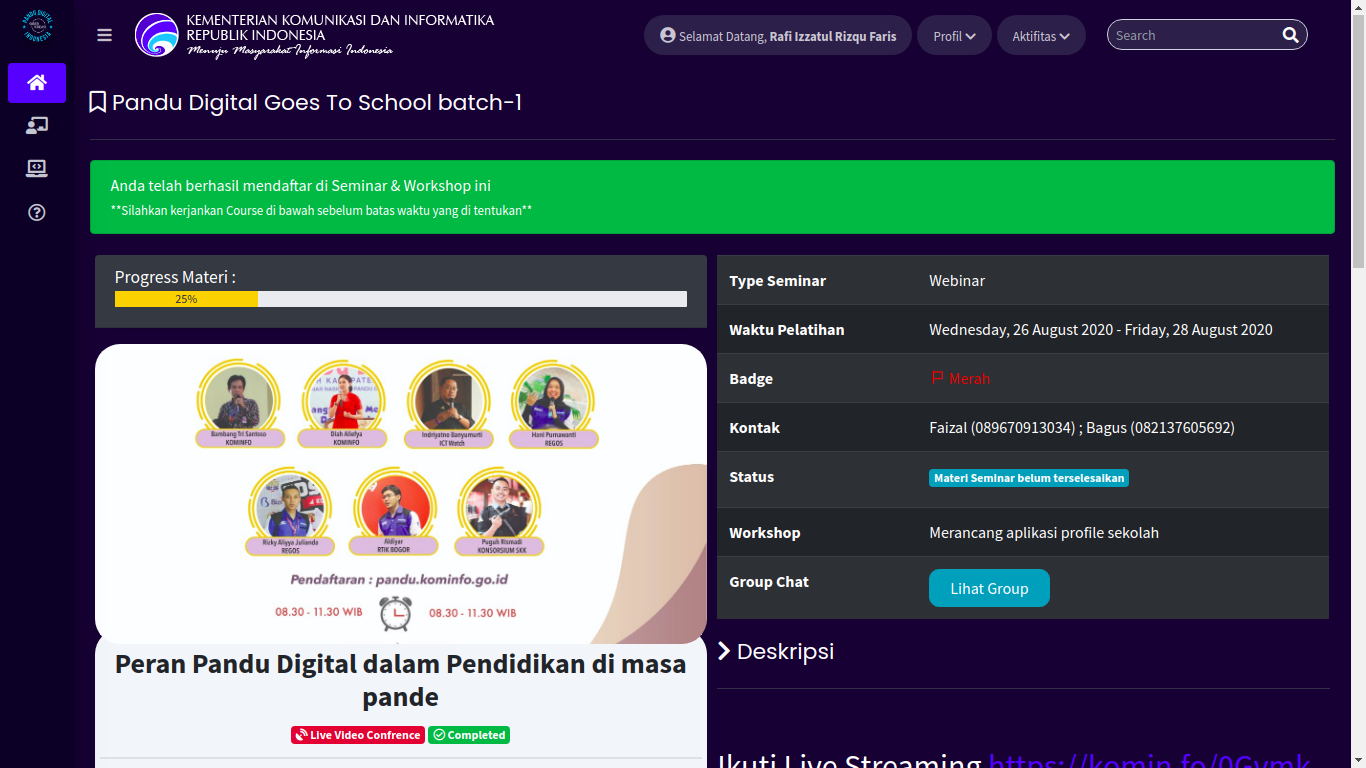 PANDU DIGITAL
INDONESIA
KEMENTERIAN KOMUNIKASI DAN INFORMATIKA
REPUBLIK INDONESIA
Menuju Masyarakat Informasi Indonesia
Selamat Datang, Rafi Izzatul Rizqu Faris
Profil
Aktifitas
Search
Pandu Digital Goes To School batch-1
Anda telah berhasil mendaftar di Seminar & Workshop ini
**Silahkan kerjankan Course di bawah sebelum batas waktu yang di tentukan**
Progress Materi :
25%
Bambang Tri Santoso
KOMINFO
Diah Aliefya
KOMINFO
Indriyatno Banyumurti
ICT Watch
Hani Purnawanti
REGOS
Rizky Aliyya Julianda
REGOS
Aldiyar
RTIK BOGOR
Puguh Rismadi
KONSORSIUM SKK
Pendaftaran : pandu.kominfo.go.id
08.30 - 11.30 WIB
08.30 - 11.30 WIB
Peran Pandu Digital dalam Pendidikan di masa
pande
Live Video Confrence
Completed
Type Seminar Webinar
Waktu Pelatihan Wednesday, 26 August 2020 - Friday, 28 August 2020
Badge Merah
Kontak Faizal (089670913034) ; Bagus (082137605692)
Status Materi Seminar belum terselesaikan
Workshop Merancang aplikasi profile sekolah
Group Chat Lihat Group
Deskripsi
Ikuti Live Streaming https://komin.fo/0Gymk